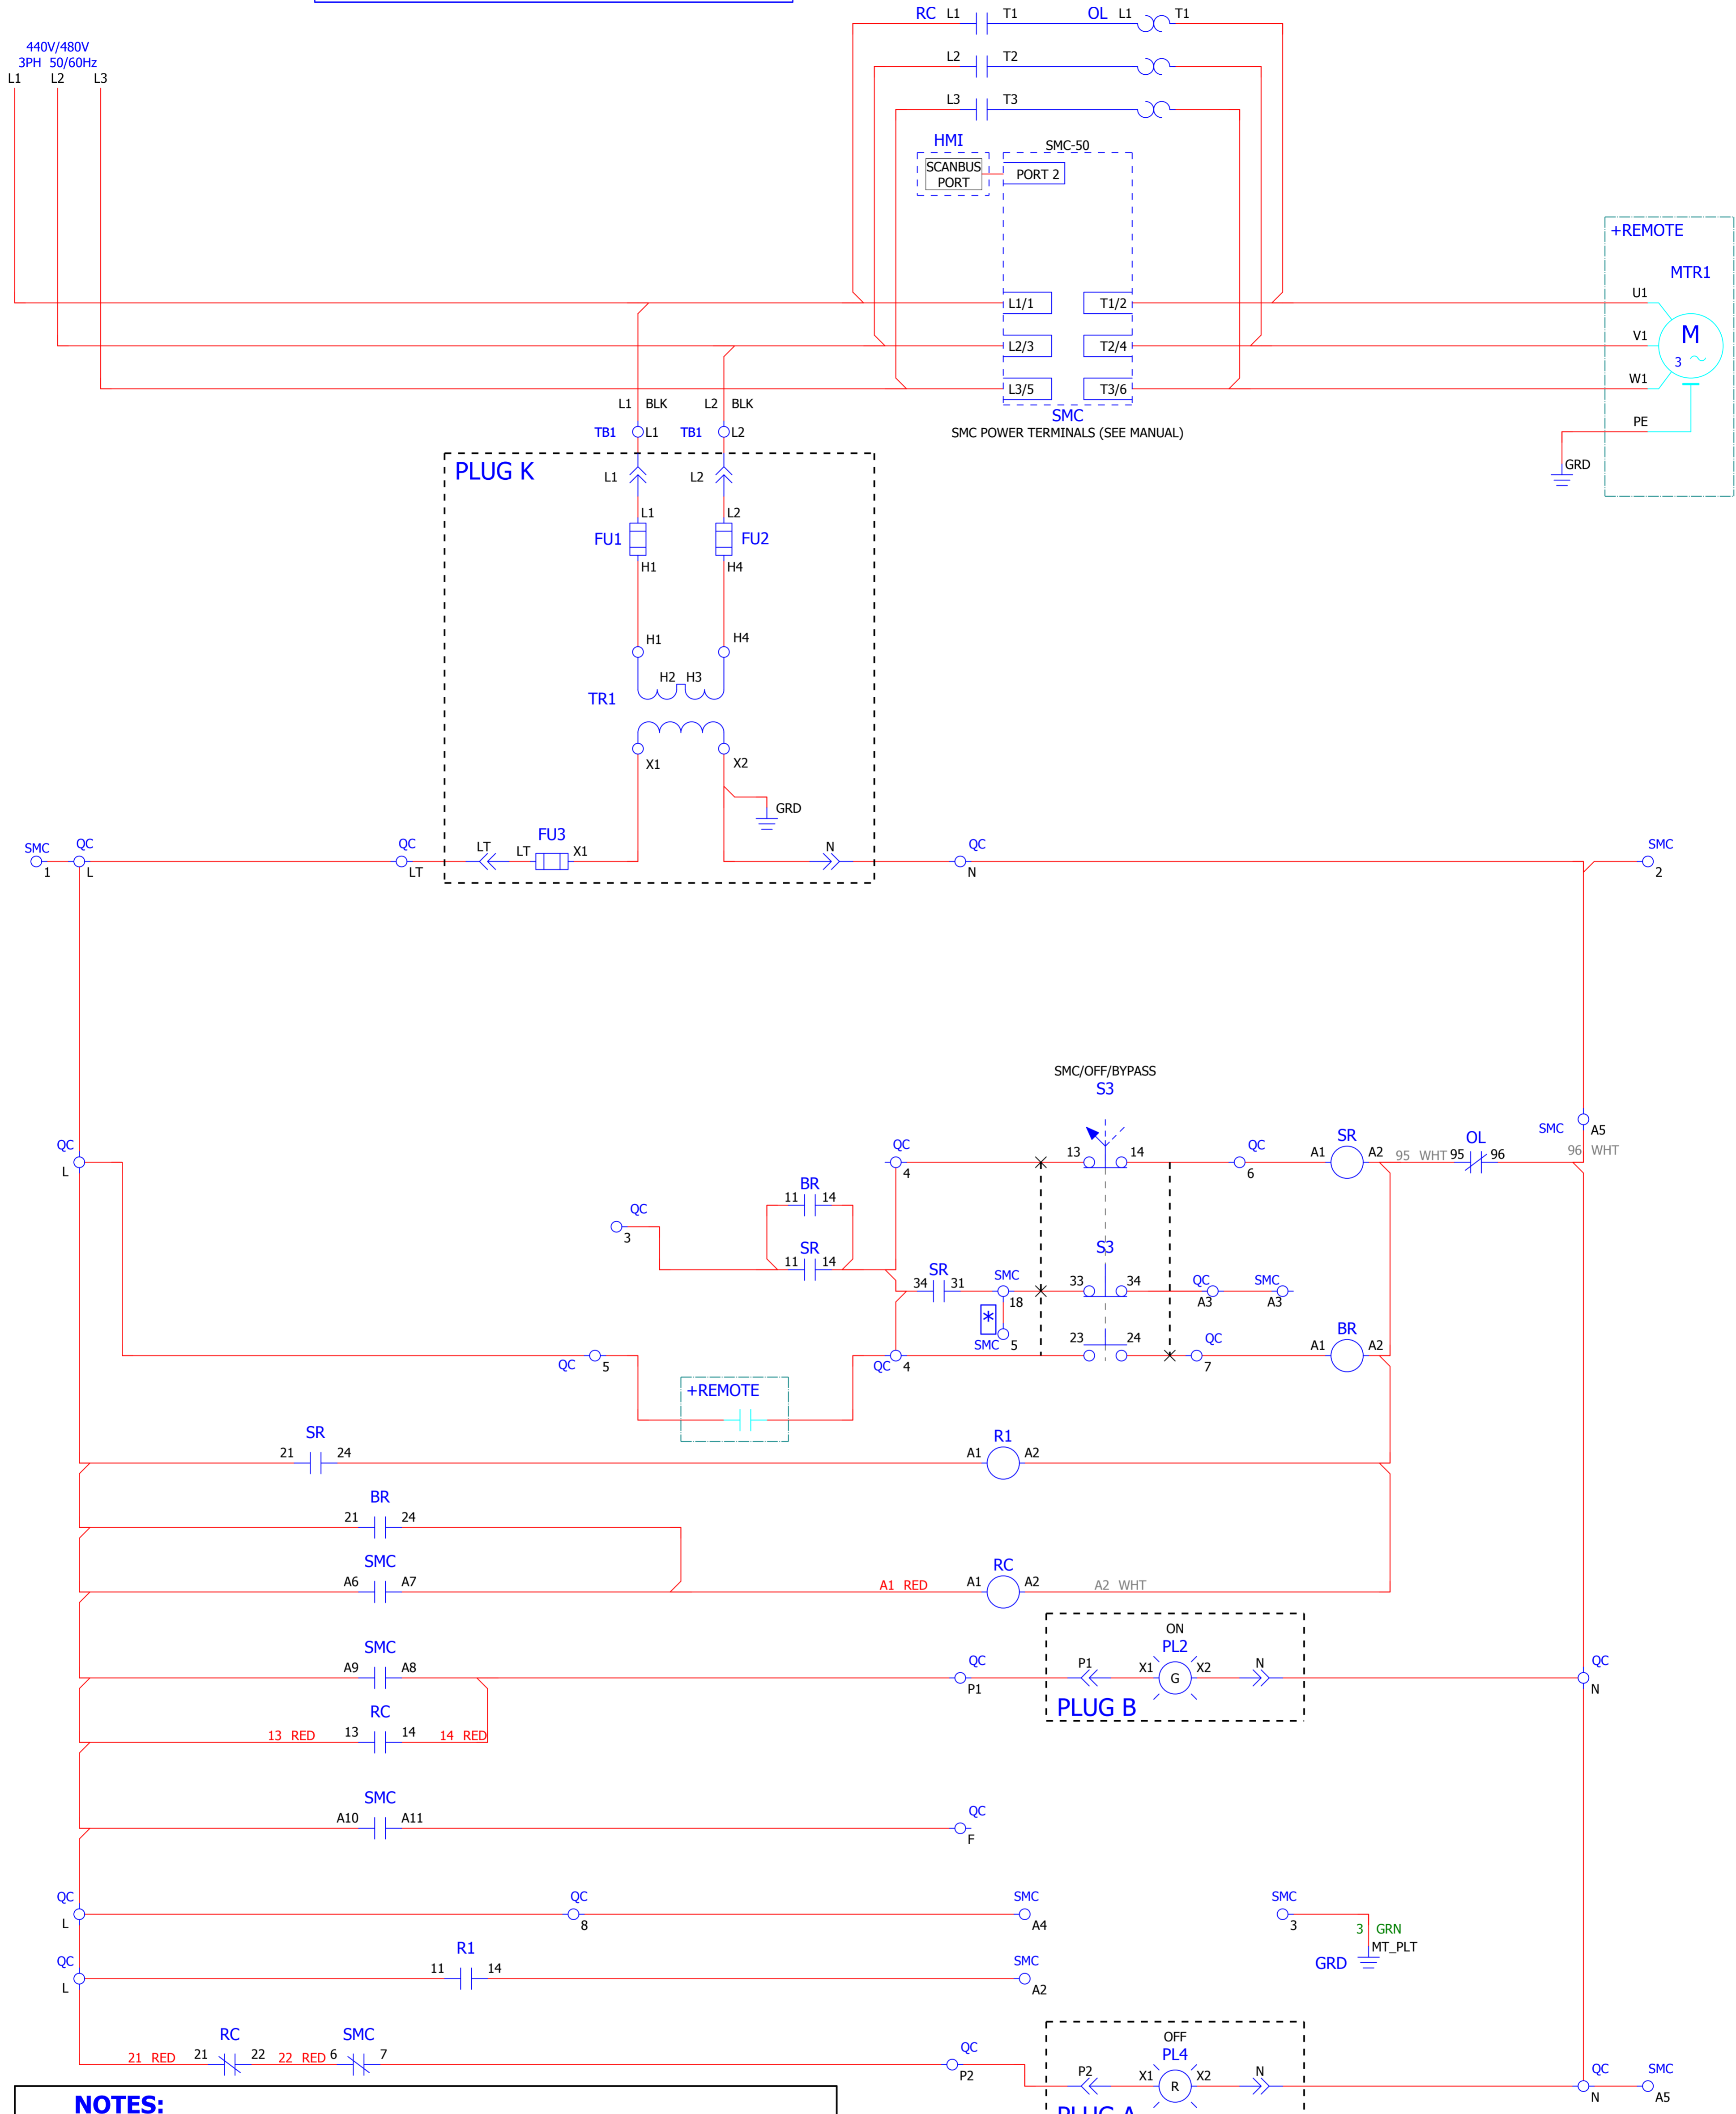 RC L1 T1 OL L1 T1
440V/480V
3PH 50/60Hz
L1 L2 L3
L2 T2
L3 T3
HMI SMC-50
SCANBUS
PORT
PORT 2
+REMOTE
MTR1
L1/1 T1/2 U1
L2/3 T2/4 V1
M
3
L3/5 T3/6 W1
SMC
SMC POWER TERMINALS (SEE MANUAL)
PE
GRD
L1 BLK L2 BLK
TB1 L1 TB1 L2
PLUG K
L1 L2
L1 L2
FU1 FU2
H1 H4
H1 H4
H2 H3
TR1
X1 X2
GRD
SMC QC QC FU3 QC SMC
LT LT X1 N
1 L LT N 2
SMC/OFF/BYPASS
S3
SMC A5
QC QC 13 14 QC SR OL
A1 A2 95 WHT 95 96 96 WHT
L 4 6
BR
11 14
QC
3
SR S3
11 14
SR SMC QC SMC
34 31 33 34
18 A3 A3
*
SMC 5
23 24 QC BR
A1 A2
QC 5 QC 4 7
+REMOTE
SR R1
21 24 A1 A2
BR
21 24
SMC RC
A6 A7 A1 RED A1 A2 A2 WHT
ON
SMC PL2
A9 A8 QC P1 X1 G X2 N QC
P1 N
PLUG B
RC
13 RED 13 14 14 RED
SMC
A10 A11 QC
F
QC QC SMC SMC
L 8 A4 3
3 GRN
MT_PLT
GRD
QC R1 SMC
11 14
L A2
OFF
RC SMC PL4
21 RED 21 22 22 RED 6 7 QC P2 X1 R X2 N QC SMC
P2 N A5
NOTES:
PLUG A